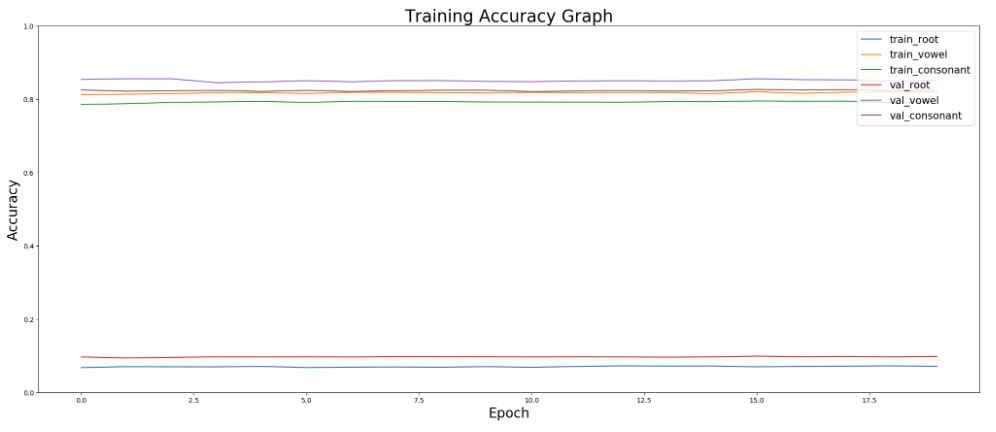 Training Accuracy Graph
1.0
0.8
0.6
0.4
0.2
0.0
Accuracy
train_root
train_vowel
train_consonant
val_root
val_vowel
val_consonant
0.0 2.5 5.0 7.5 10.0 12.5 15.0 17.5
Epoch